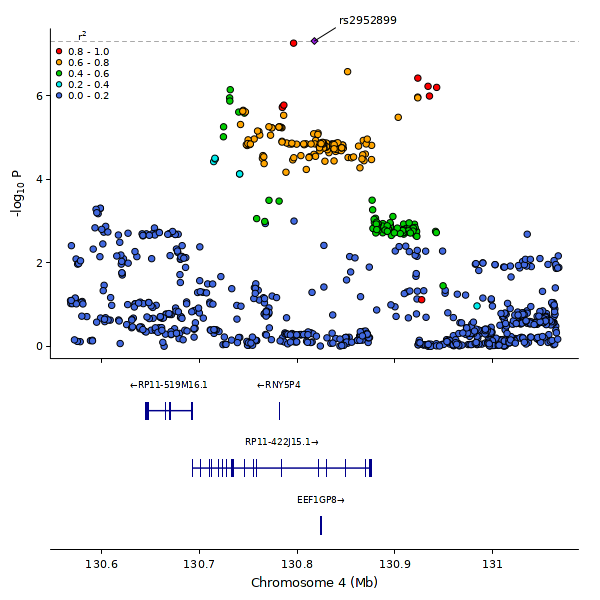 rs2952899
r²
0.8 - 1.0
0.6 - 0.8
0.4 - 0.6
0.2 - 0.4
0.0 - 0.2
-log₁₀ P
6
4
2
0
←RP11-519M16.1
←RNY5P4
RP11-422J15.1→
EEF1GP8→
130.6 130.7 130.8 130.9 131
Chromosome 4 (Mb)